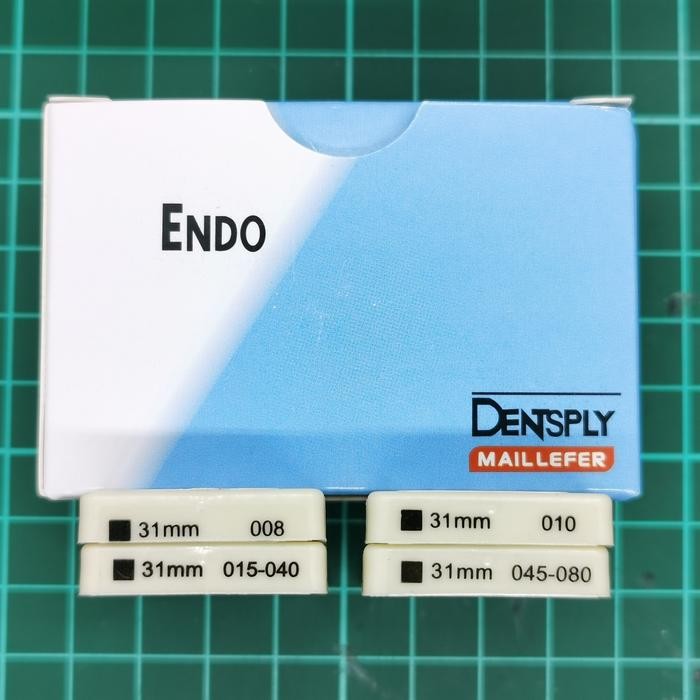 ENDO
DENTSPLY
MAILLEFER
31mm 008
31mm 010
31mm 015-040
31mm 045-080